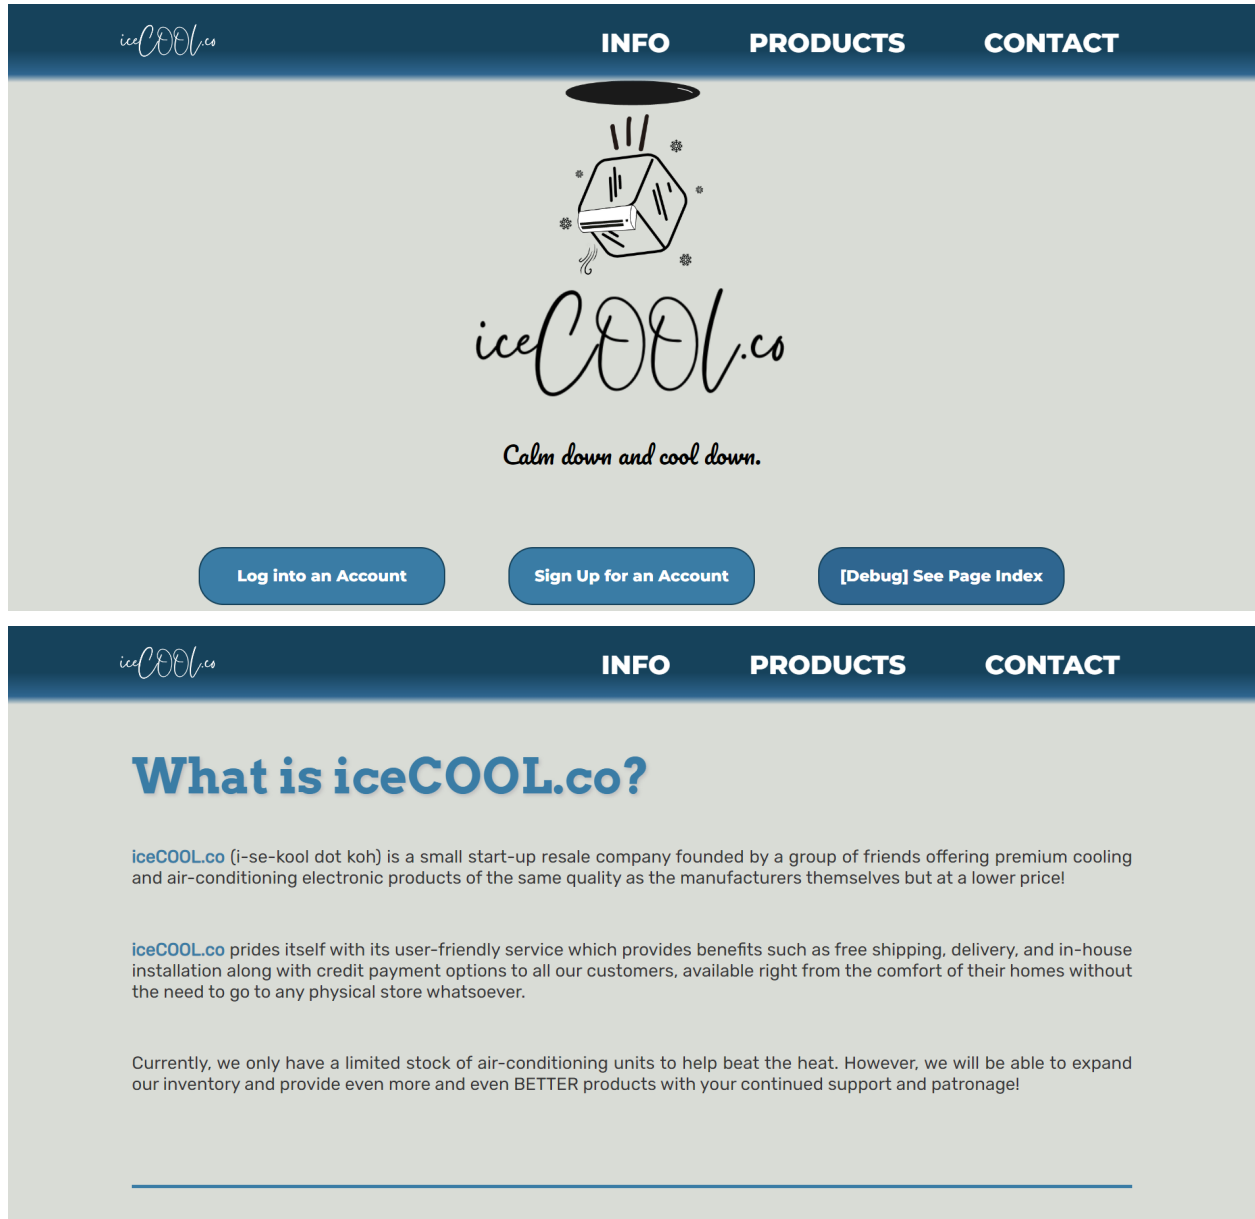 iceCOOL.co INFO PRODUCTS CONTACT
iceCOOL.co
Calm down and cool down.
Log into an Account Sign Up for an Account [Debug] See Page Index
iceCOOL.co INFO PRODUCTS CONTACT
What is iceCOOL.co?
iceCOOL.co (i-se-kool dot koh) is a small start-up resale company founded by a group of friends offering premium cooling
and air-conditioning electronic products of the same quality as the manufacturers themselves but at a lower price!
iceCOOL.co prides itself with its user-friendly service which provides benefits such as free shipping, delivery, and in-house
installation along with credit payment options to all our customers, available right from the comfort of their homes without
the need to go to any physical store whatsoever.
Currently, we only have a limited stock of air-conditioning units to help beat the heat. However, we will be able to expand
our inventory and provide even more and even BETTER products with your continued support and patronage!